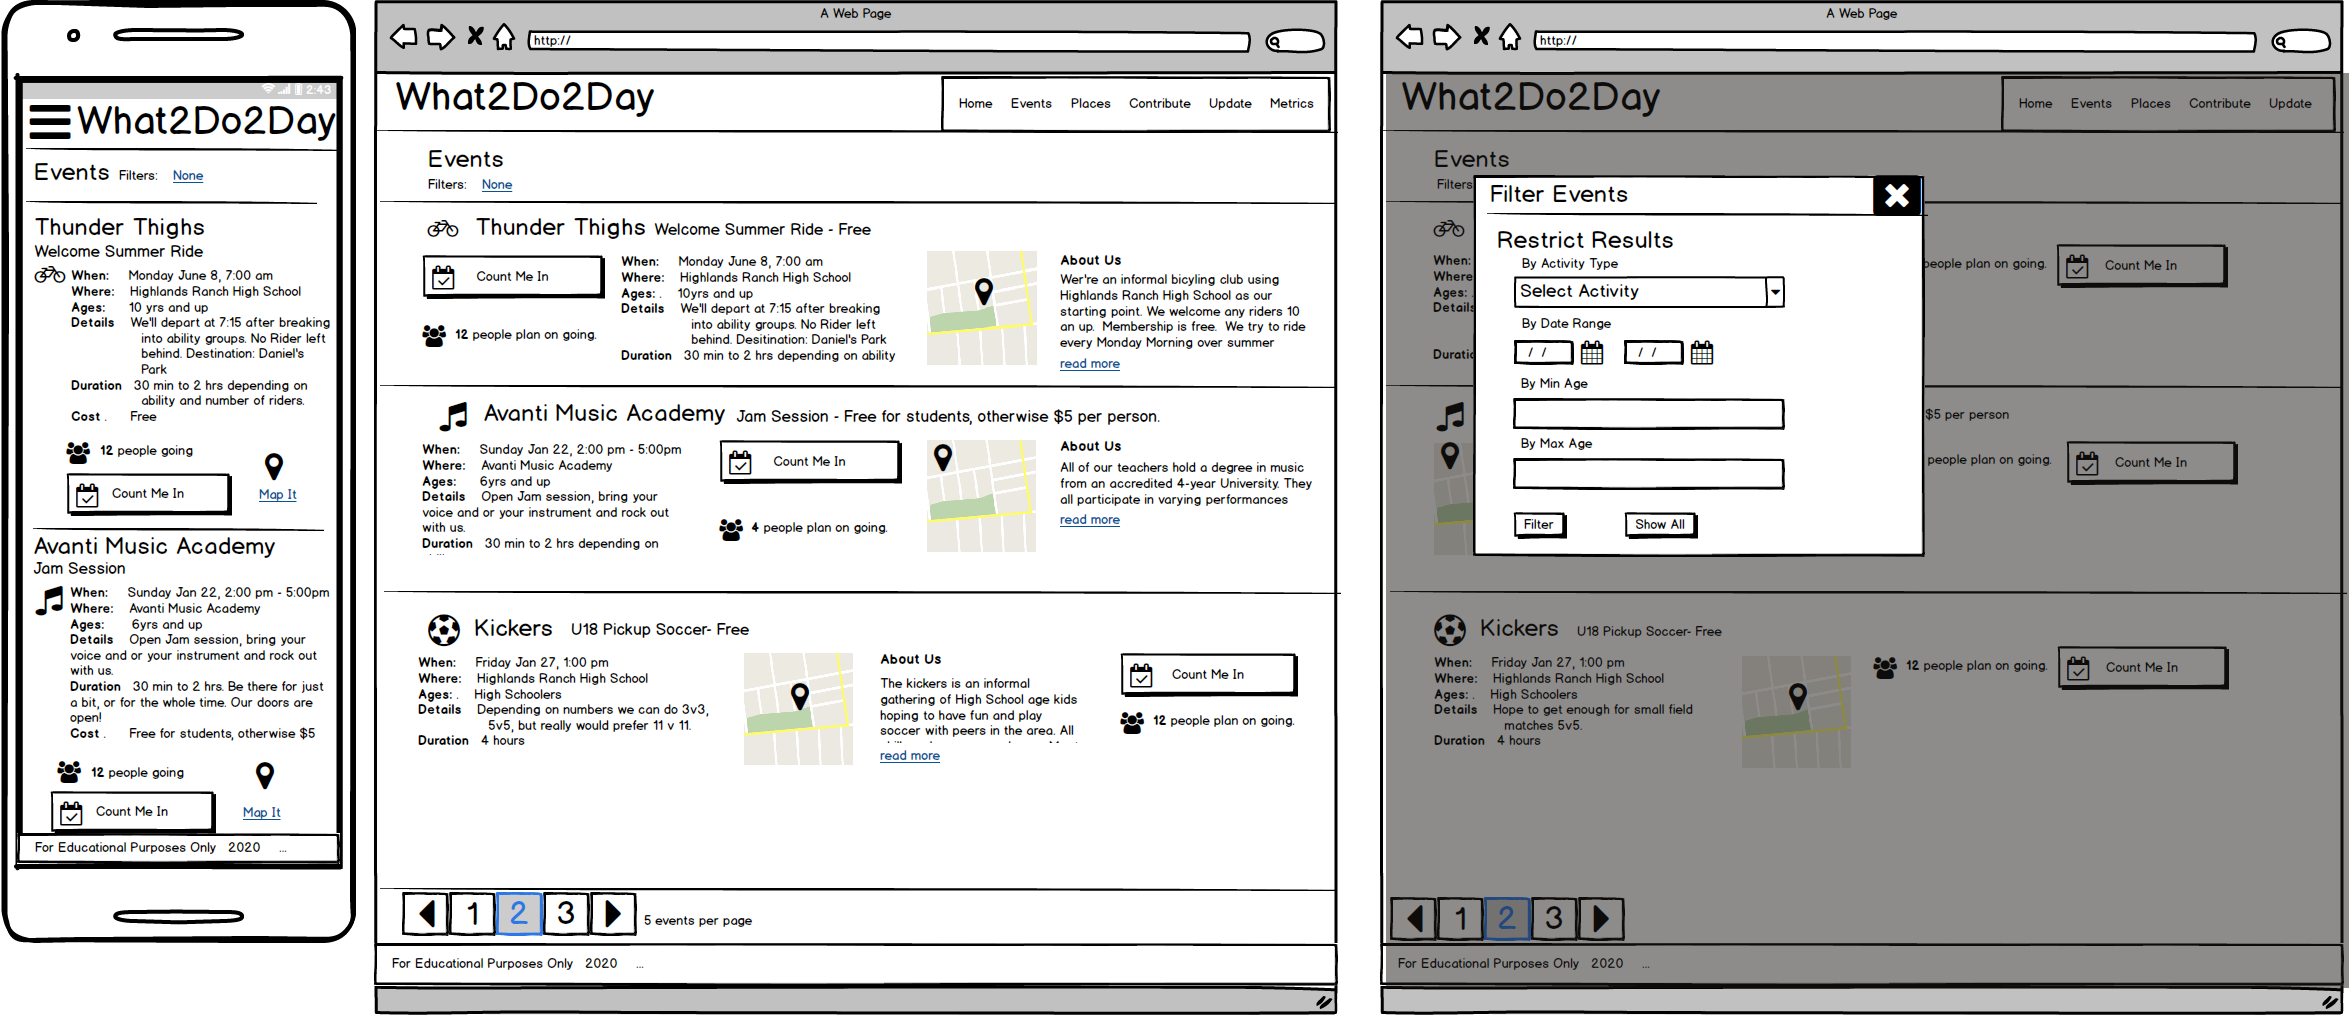 2:43
What2Do2Day
Events Filters: None
Thunder Thighs
Welcome Summer Ride
When: Monday June 8, 7:00 am
Where: Highlands Ranch High School
Ages: 10 yrs and up
Details We'll depart at 7:15 after breaking
into ability groups. No Rider left
behind. Destination: Daniel's
Park
Duration 30 min to 2 hrs depending on
ability and number of riders.
Cost . Free
12 people going
Count Me In
Map It
Avanti Music Academy
Jam Session
When: Sunday Jan 22, 2:00 pm - 5:00pm
Where: Avanti Music Academy
Ages: 6yrs and up
Details Open Jam session, bring your
voice and or your instrument and rock out
with us.
Duration 30 min to 2 hrs. Be there for just
a bit, or for the whole time. Our doors are
open!
Cost . Free for students, otherwise $5
12 people going
Count Me In
Map It
For Educational Purposes Only 2020 ...
A Web Page
http://
What2Do2Day
Home Events Places Contribute Update Metrics
Events
Filters: None
Thunder Thighs Welcome Summer Ride - Free
Count Me In
12 people plan on going.
When: Monday June 8, 7:00 am
Where: Highlands Ranch High School
Ages: . 10yrs and up
Details We'll depart at 7:15 after breaking
into ability groups. No Rider left
behind. Desitination: Daniel's Park
Duration 30 min to 2 hrs depending on ability
About Us
Wer're an informal bicyling club using
Highlands Ranch High School as our
starting point. We welcome any riders 10
an up. Membership is free. We try to ride
every Monday Morning over summer
read more
Avanti Music Academy Jam Session - Free for students, otherwise $5 per person.
When: Sunday Jan 22, 2:00 pm - 5:00pm
Where: Avanti Music Academy
Ages: 6yrs and up
Details Open Jam session, bring your
voice and or your instrument and rock out
with us.
Duration 30 min to 2 hrs depending on
Count Me In
4 people plan on going.
About Us
All of our teachers hold a degree in music
from an accredited 4-year University. They
all participate in varying performances
read more
Kickers U18 Pickup Soccer- Free
When: Friday Jan 27, 1:00 pm
Where: Highlands Ranch High School
Ages: . High Schoolers
Details Depending on numbers we can do 3v3,
5v5, but really would prefer 11 v 11.
Duration 4 hours
About Us
The kickers is an informal
gathering of High School age kids
hoping to have fun and play
soccer with peers in the area. All
read more
Count Me In
12 people plan on going.
1 2 3 5 events per page
For Educational Purposes Only 2020 ...
A Web Page
http://
What2Do2Day
Home Events Places Contribute Update
Events
Filters
When:
Where
Ages: .
Details
Duratic
people plan on going.
Count Me In
Filter Events
Restrict Results
By Activity Type
Select Activity
By Date Range
/ / / /
By Min Age
By Max Age
Filter Show All
$5 per person
people plan on going.
Count Me In
Kickers U18 Pickup Soccer- Free
When: Friday Jan 27, 1:00 pm
Where: Highlands Ranch High School
Ages: . High Schoolers
Details Hope to get enough for small field
matches 5v5.
Duration 4 hours
12 people plan on going.
Count Me In
1 2 3
For Educational Purposes Only 2020 ...